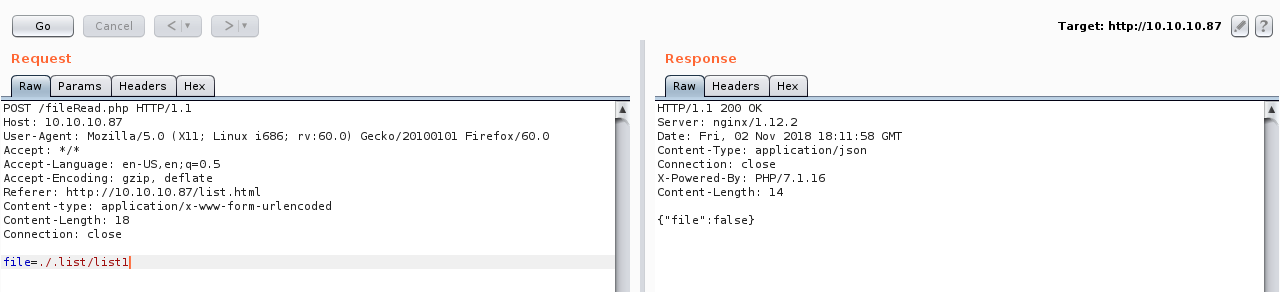 Go Cancel < > Target: http://10.10.10.87 ?
Request
Raw Params Headers Hex
POST /fileRead.php HTTP/1.1
Host: 10.10.10.87
User-Agent: Mozilla/5.0 (X11; Linux i686; rv:60.0) Gecko/20100101 Firefox/60.0
Accept: */*
Accept-Language: en-US,en;q=0.5
Accept-Encoding: gzip, deflate
Referer: http://10.10.10.87/list.html
Content-type: application/x-www-form-urlencoded
Content-Length: 18
Connection: close

file=./.list/list1
Response
Raw Headers Hex
HTTP/1.1 200 OK
Server: nginx/1.12.2
Date: Fri, 02 Nov 2018 18:11:58 GMT
Content-Type: application/json
Connection: close
X-Powered-By: PHP/7.1.16
Content-Length: 14

{"file":false}